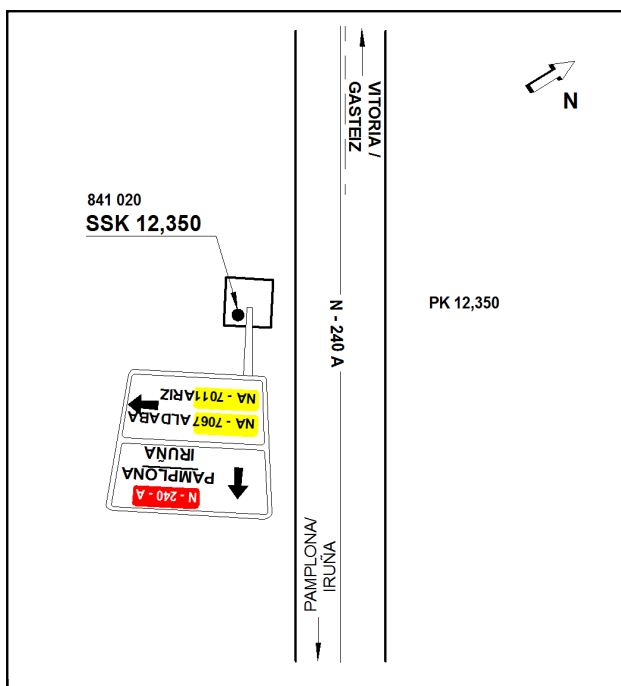 VITORIA /
GASTEIZ
N
841 020
SSK 12,350
N - 240 A
PK 12,350
NA - 7011 ARIZ
NA - 7067 ALDABA
IRUÑA
PAMPLONA
N - 240 - A
PAMPLONA/
IRUÑA